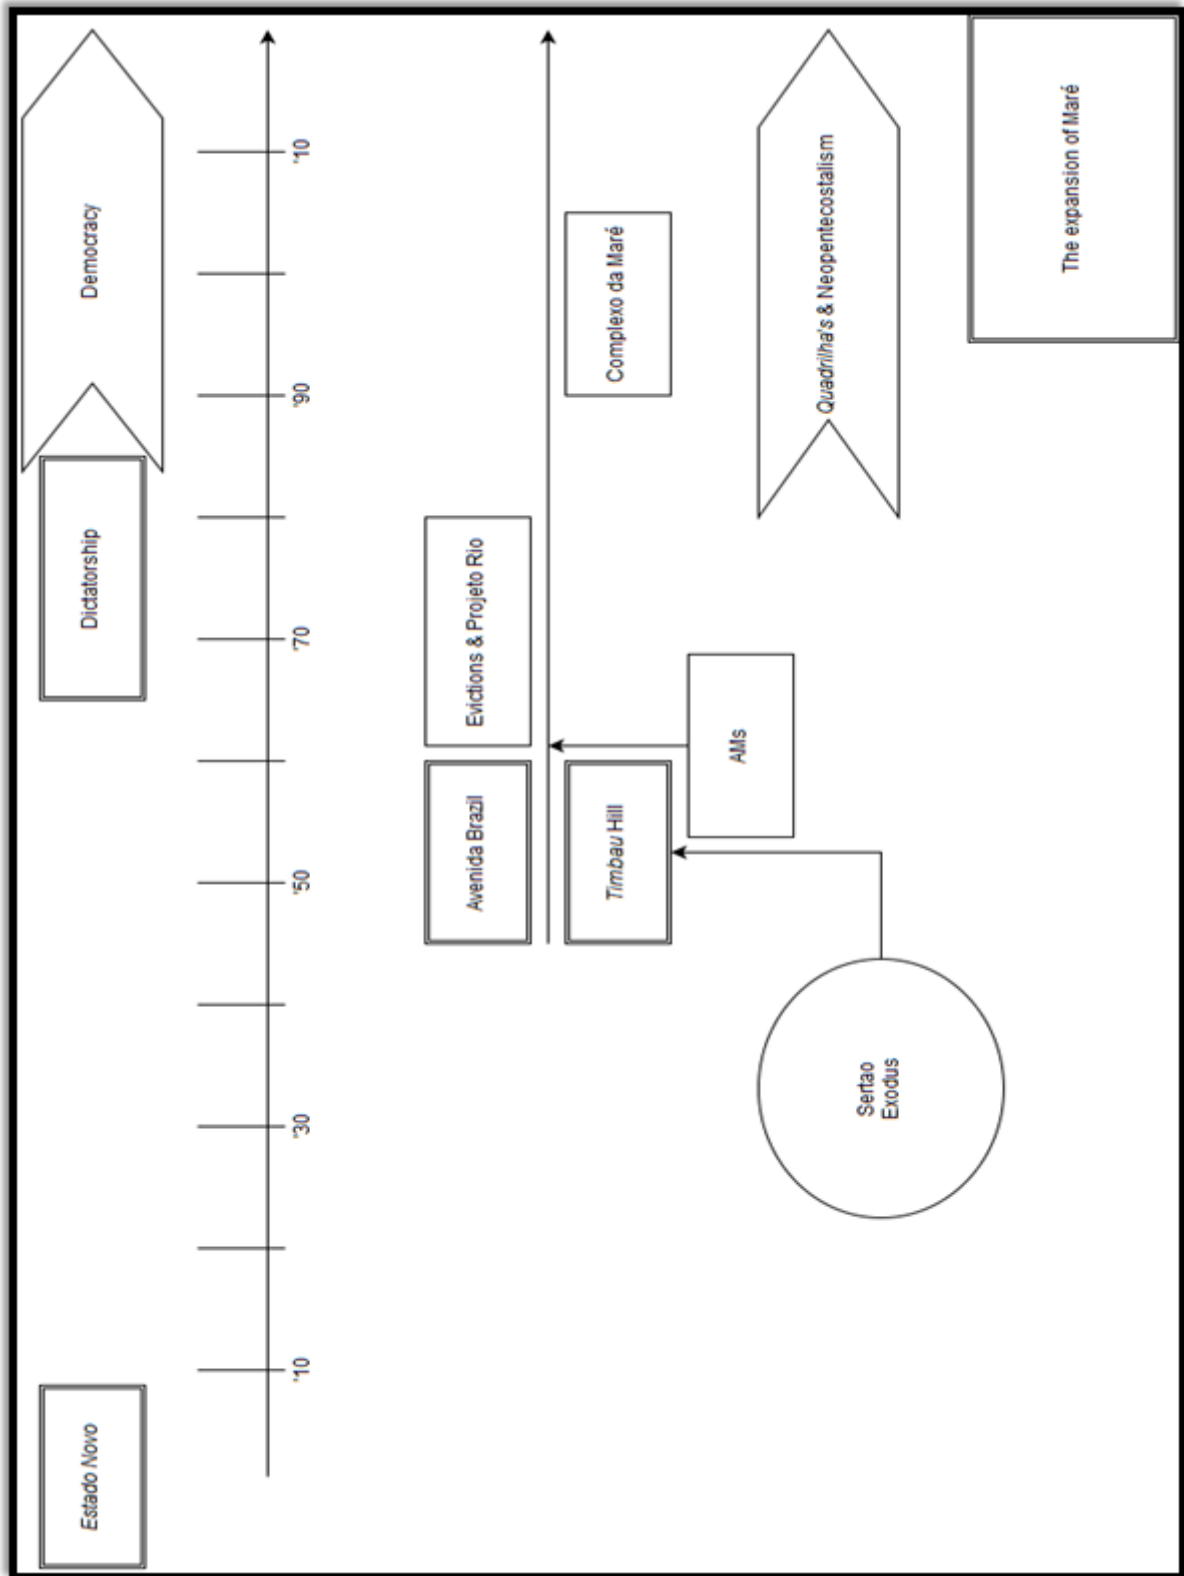 Estado Novo
Dictatorship
Democracy
'10
'30
'50
'70
'90
'10
Avenida Brazil
Evictions & Projeto Rio
Timbau Hill
Complexo da Maré
AMs
Quadrilha's & Neopentecostalism
Sertao
Exodus
The expansion of Maré